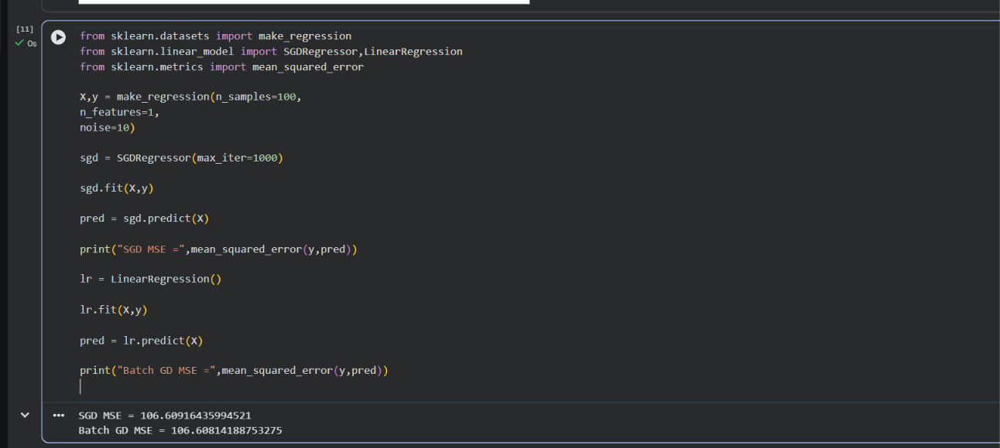 [11]
0s
from sklearn.datasets import make_regression
from sklearn.linear_model import SGDRegressor,LinearRegression
from sklearn.metrics import mean_squared_error
X,y = make_regression(n_samples=100,
n_features=1,
noise=10)
sgd = SGDRegressor(max_iter=1000)
sgd.fit(X,y)
pred = sgd.predict(X)
print("SGD MSE =",mean_squared_error(y,pred))
lr = LinearRegression()
lr.fit(X,y)
pred = lr.predict(X)
print("Batch GD MSE =",mean_squared_error(y,pred))
SGD MSE = 106.60916435994521
Batch GD MSE = 106.60814188753275